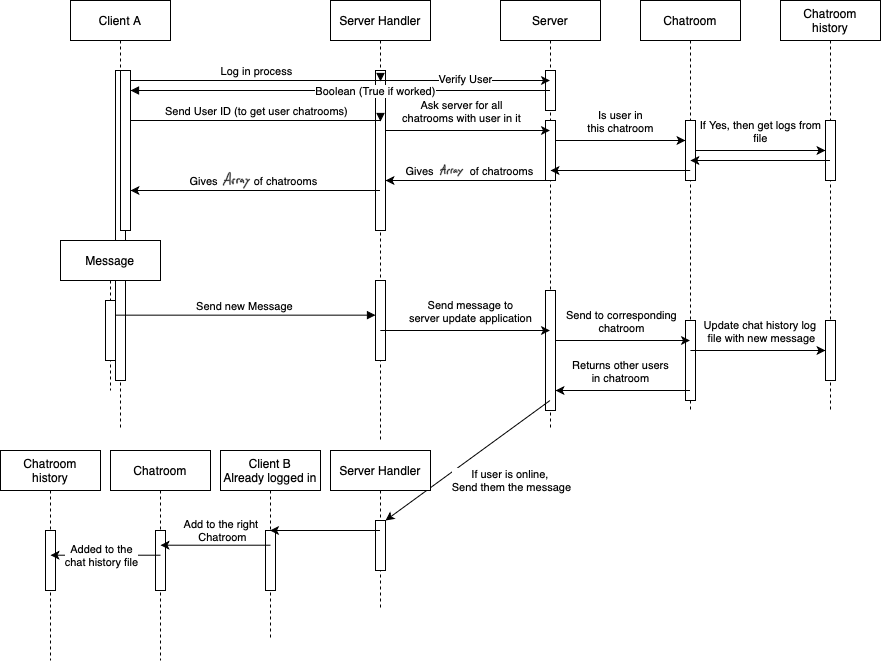 Client A
Server Handler
Server
Chatroom
Chatroom
history
Log in process
Verify User
Boolean (True if worked)
Send User ID (to get user chatrooms)
Ask server for all
chatrooms with user in it
Is user in
this chatroom
If Yes, then get logs from
file
Gives Array of chatrooms
Gives Array of chatrooms
Message
Send new Message
Send message to
server update application
Send to corresponding
chatroom
Update chat history log
file with new message
Returns other users
in chatroom
If user is online,
Send them the message
Chatroom
history
Chatroom
Client B
Already logged in
Server Handler
Add to the right
Chatroom
Added to the
chat history file